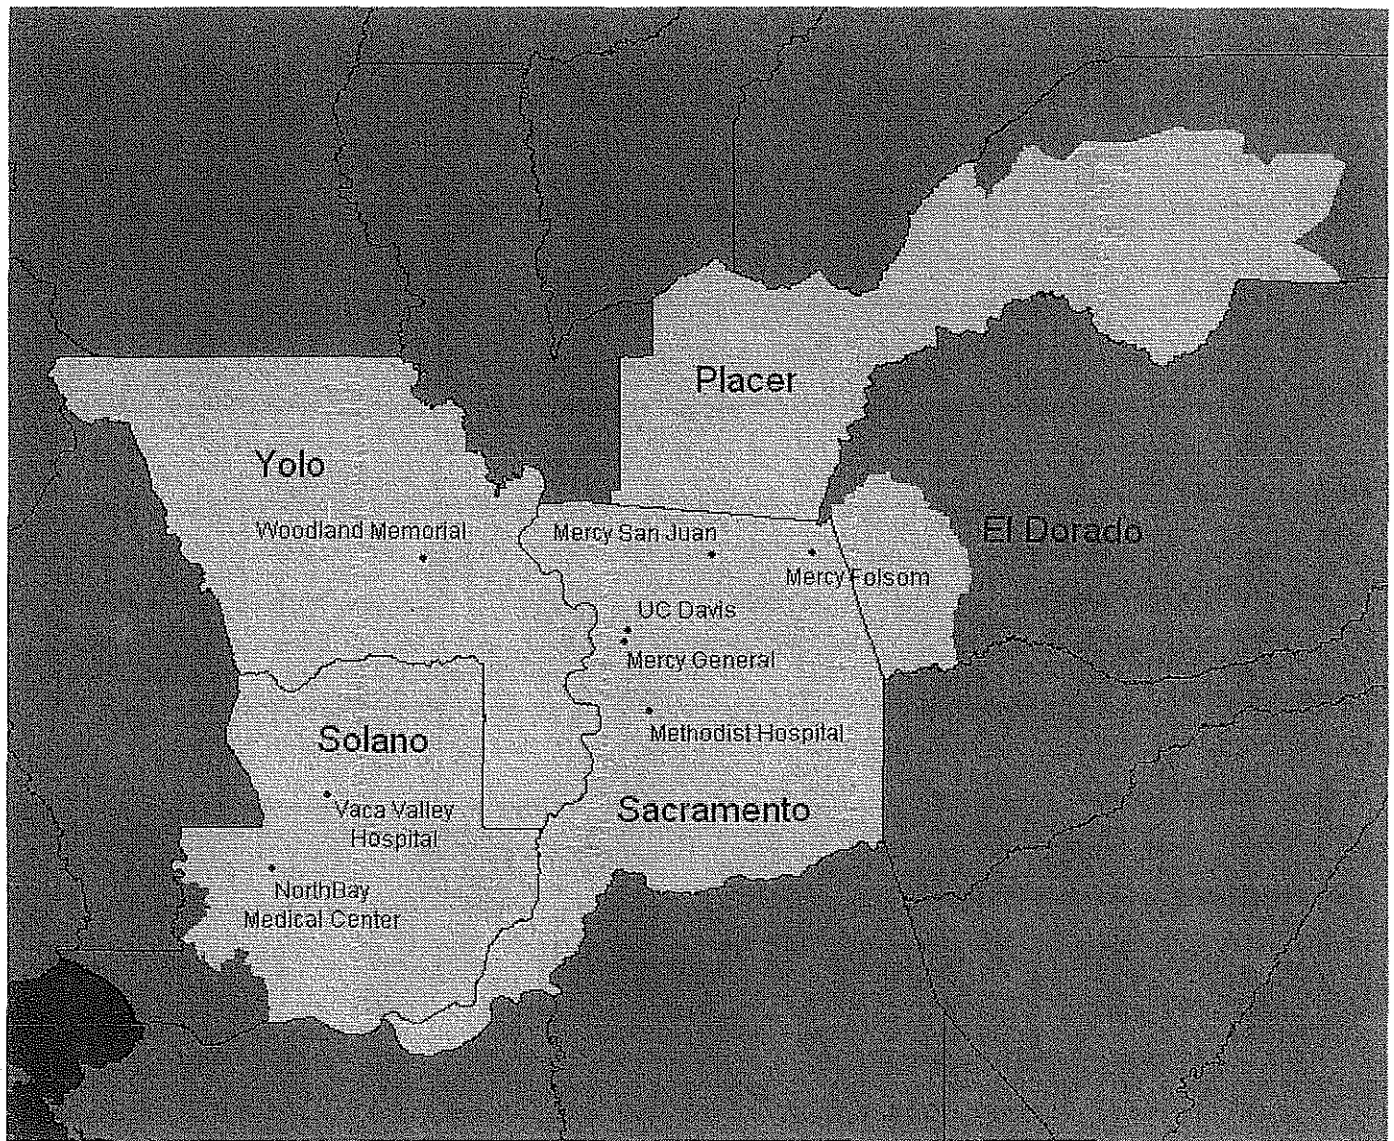 Placer
Yolo
Woodland Memorial
Mercy San Juan
El Dorado
Mercy Folsom
UC Davis
Mercy General
Methodist Hospital
Solano
Sacramento
Vaca Valley
Hospital
NorthBay
Medical Center